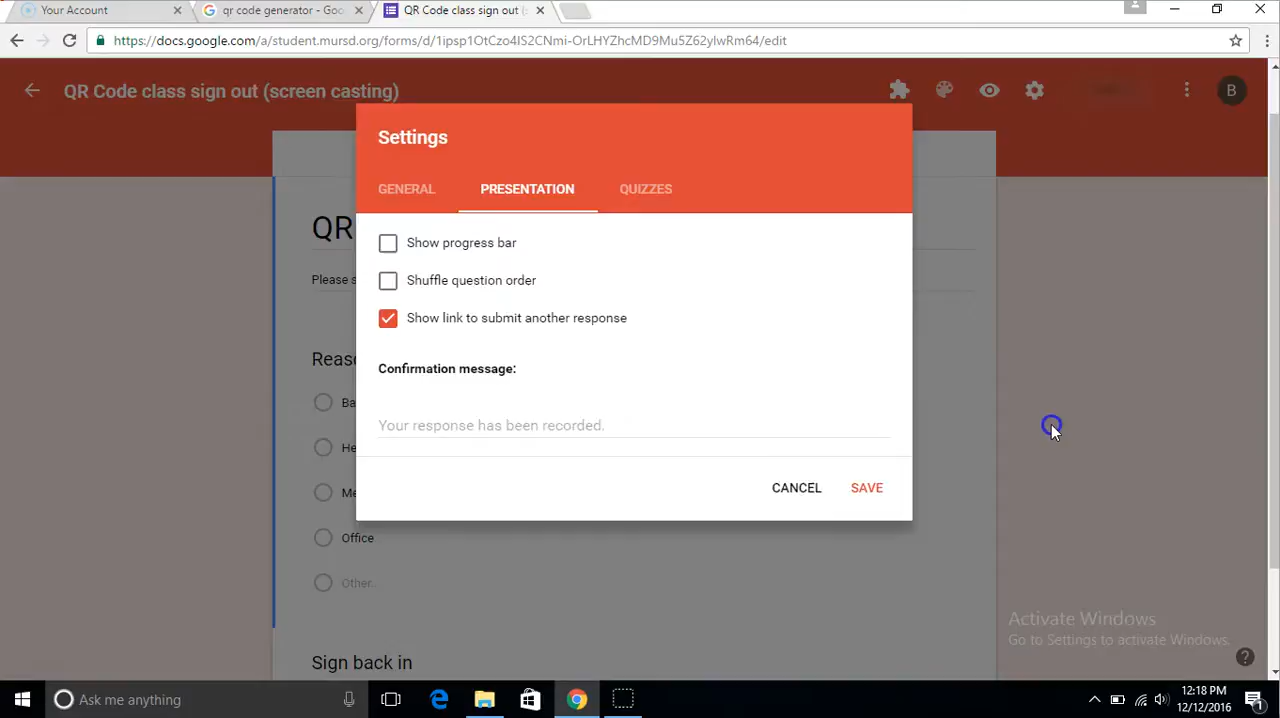 Your Account
qr code generator - Goo
QR Code class sign out (
https://docs.google.com/a/student.mursd.org/forms/d/1ipsp1OtCzo4IS2CNmi-OrLHYZhcMD9Mu5Z62ylwRm64/edit
QR Code class sign out (screen casting)
B
Settings
GENERAL PRESENTATION QUIZZES
QR
Show progress bar
Please s
Shuffle question order
Show link to submit another response
Reaso
Confirmation message:
Ba
Your response has been recorded.
He
Me
CANCEL SAVE
Office
Other..
Activate Windows
Go to Settings to activate Windows.
Sign back in
Ask me anything
12:18 PM
12/12/2016
1